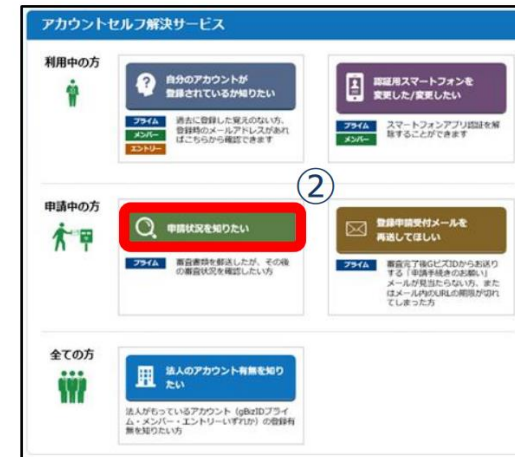 アカウントセルフ解決サービス
利用中の方
自分のアカウントが
登録されているか知りたい
プライム
メンバー
エントリー
過去に登録した覚えのない方、
登録時のメールアドレスがあれ
ばこちらから確認できます
認証用スマートフォンを
変更した/変更したい
プライム
メンバー
スマートフォンアプリ認証を解
除することができます
②
申請中の方
申請状況を知りたい
プライム
審査書類を郵送したが、その後
の審査状況を確認したい方
登録申請受付メールを
再送してほしい
プライム
審査完了後GビズIDからお送り
する「申請手続きのお願い」
メールが見当たらない方、また
はメール内のURLの期限が切れ
てしまった方
全ての方
法人のアカウント有無を知り
たい
法人がもっているアカウント（gBizIDプライ
ム・メンバー・エントリーいずれか）の登録有
無を知りたい方